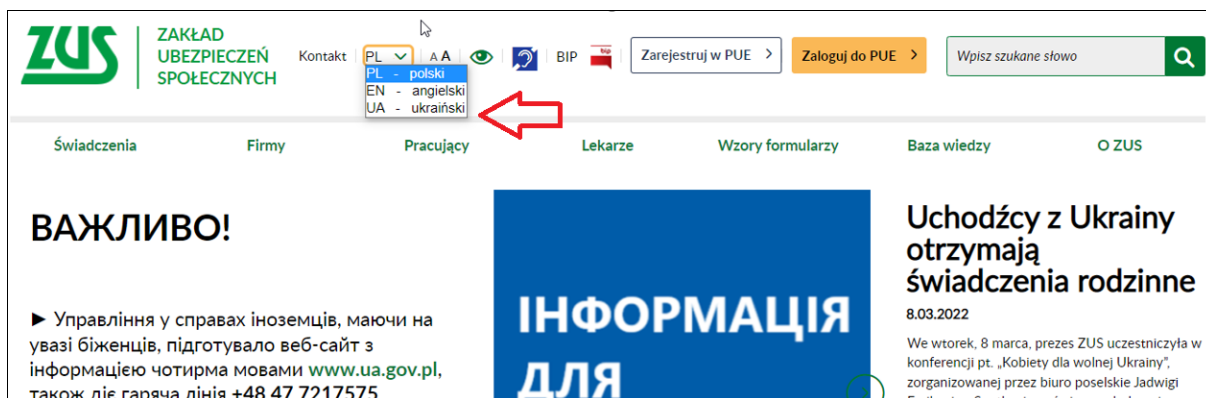 ZUS
ZAKŁAD
UBEZPIECZEŃ
SPOŁECZNYCH
Kontakt
PL
A A
BIP
bip
Zarejestruj w PUE >
Zaloguj do PUE >
Wpisz szukane słowo
PL - polski
EN - angielski
UA - ukraiński
Świadczenia
Firmy
Pracujący
Lekarze
Wzory formularzy
Baza wiedzy
O ZUS
ВАЖЛИВО!
► Управління у справах іноземців, маючи на
увазі біженців, підготувало веб-сайт з
інформацією чотирма мовами www.ua.gov.pl,
також діє гаряча лінія +48 47 7217575
ІНФОРМАЦІЯ
ДЛЯ
Uchodźcy z Ukrainy
otrzymają
świadczenia rodzinne
8.03.2022
We wtorek, 8 marca, prezes ZUS uczestniczyła w
konferencji pt. „Kobiety dla wolnej Ukrainy”,
zorganizowanej przez biuro poselskie Jadwigi